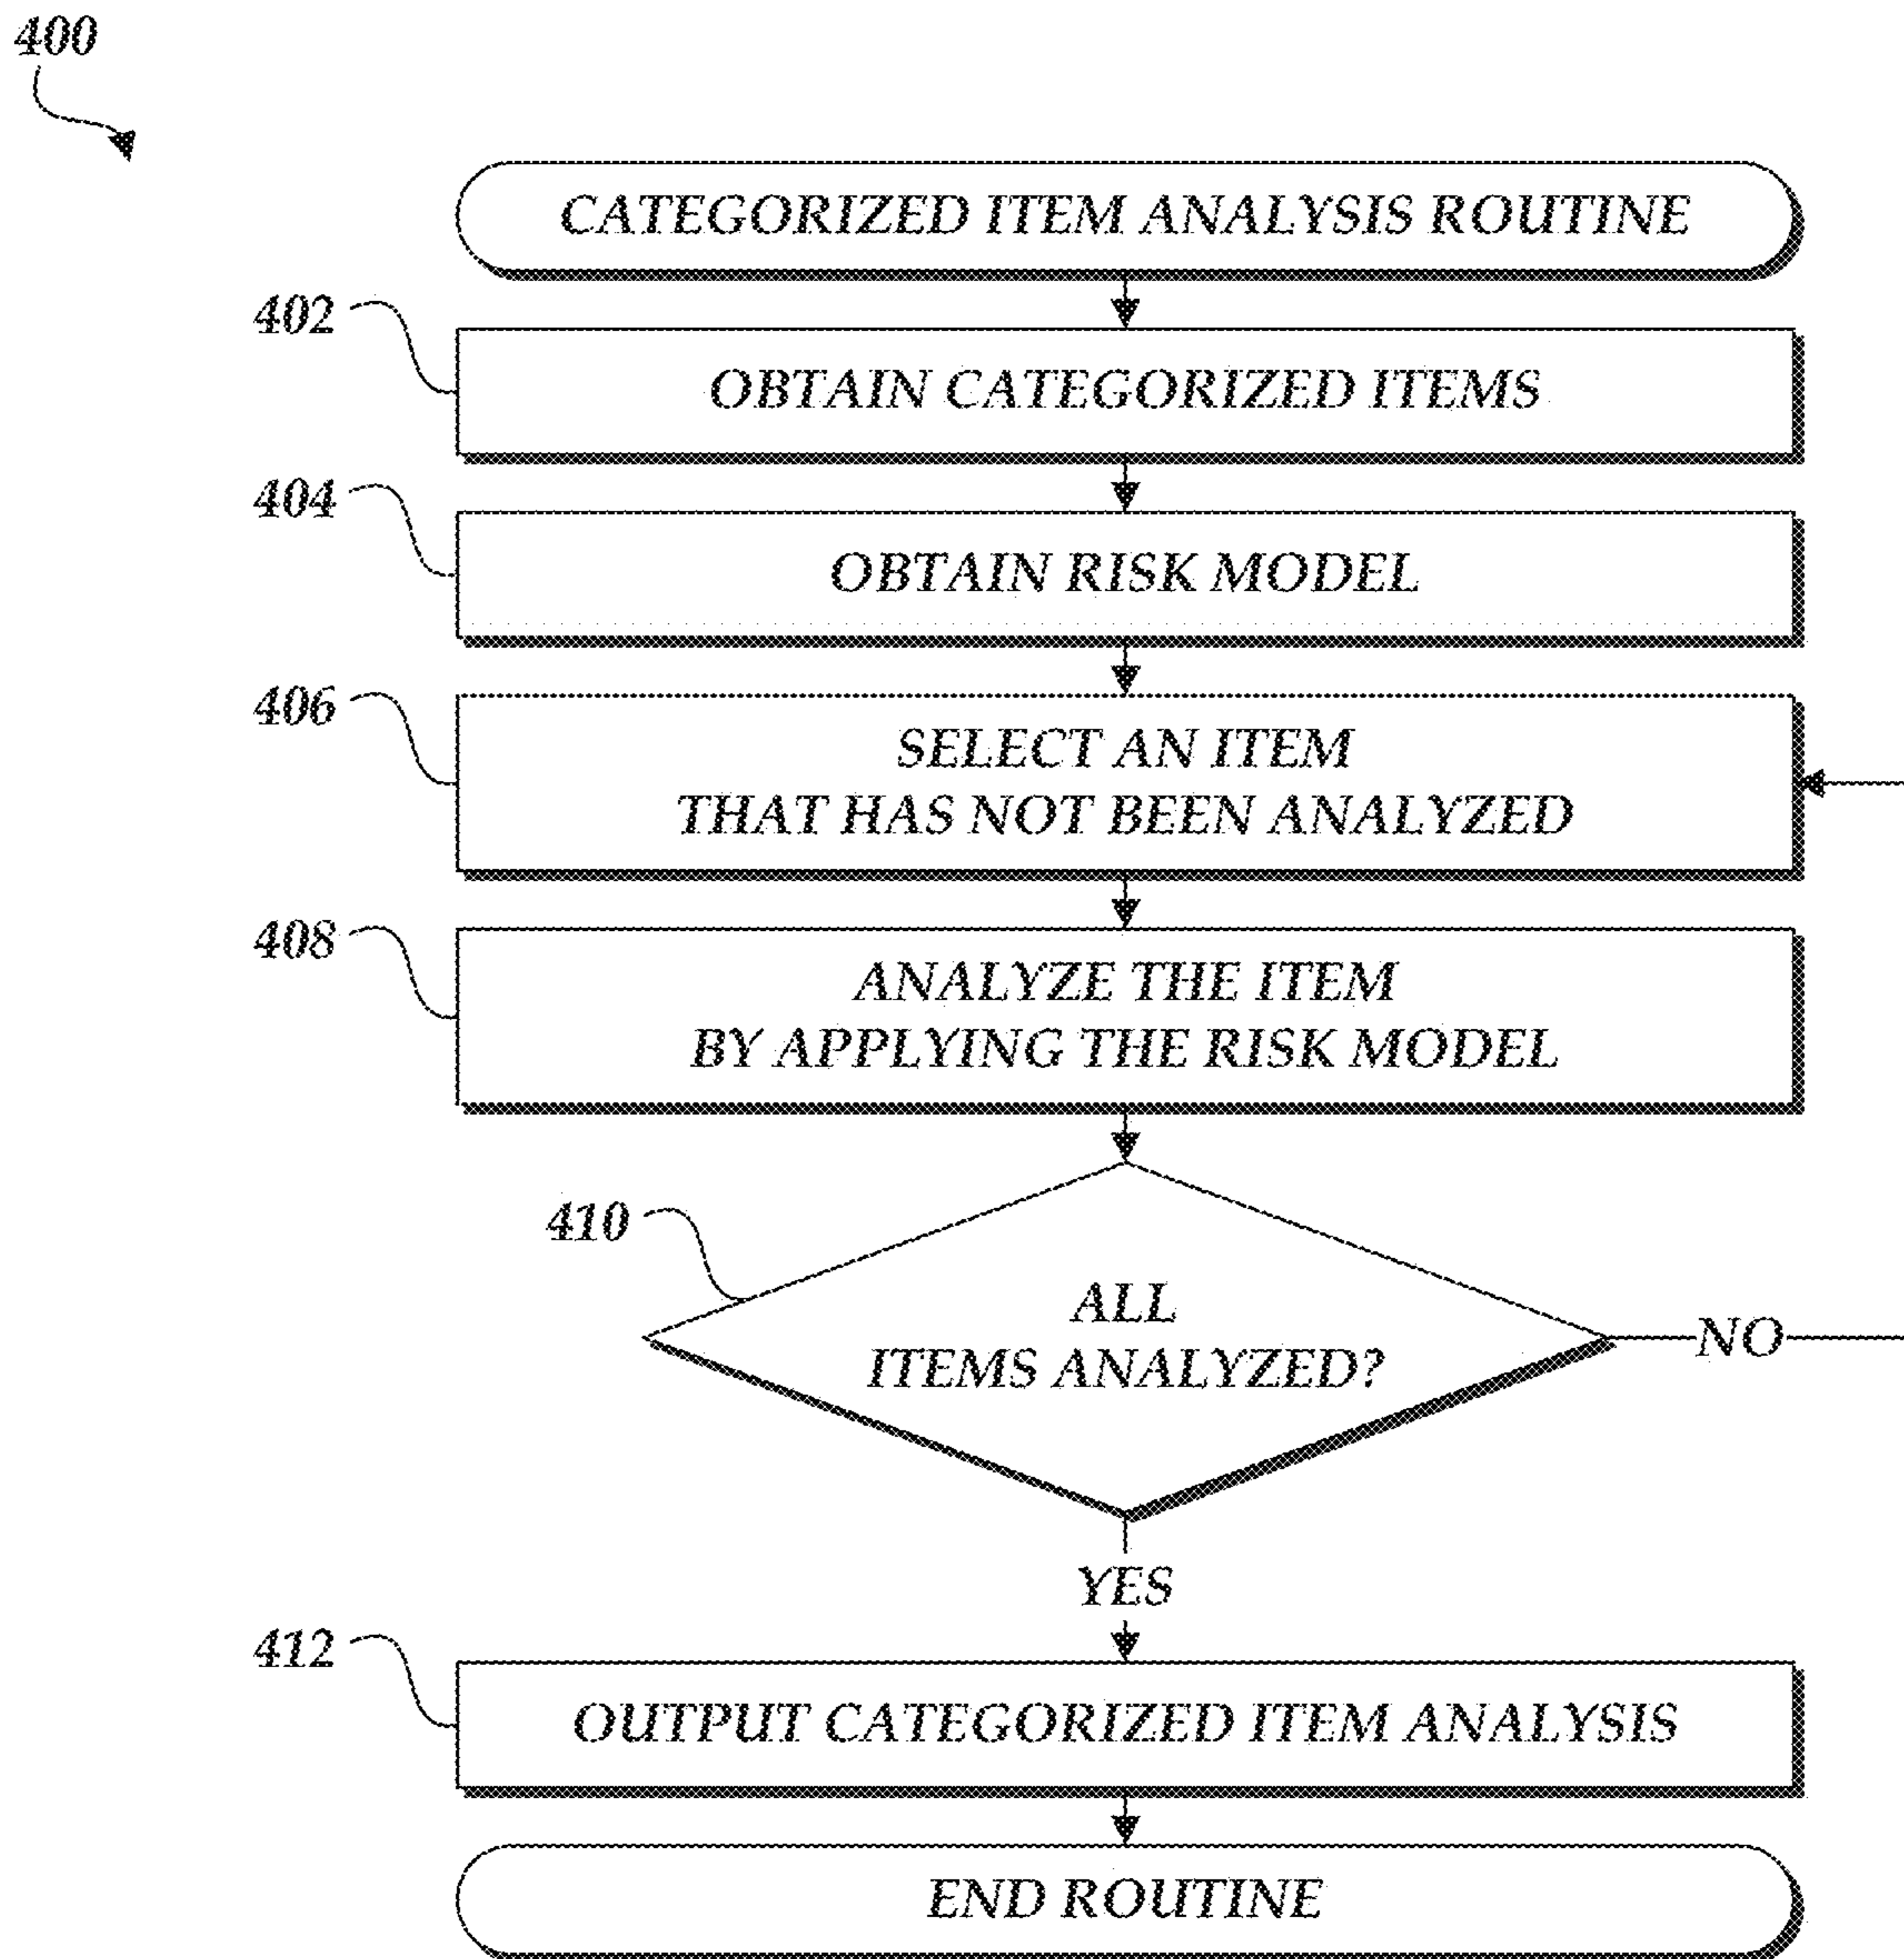 400
CATEGORIZED ITEM ANALYSIS ROUTINE
402
OBTAIN CATEGORIZED ITEMS
404
OBTAIN RISK MODEL
406
SELECT AN ITEM
THAT HAS NOT BEEN ANALYZED
408
ANALYZE THE ITEM
BY APPLYING THE RISK MODEL
410
ALL
ITEMS ANALYZED?
NO
YES
412
OUTPUT CATEGORIZED ITEM ANALYSIS
END ROUTINE